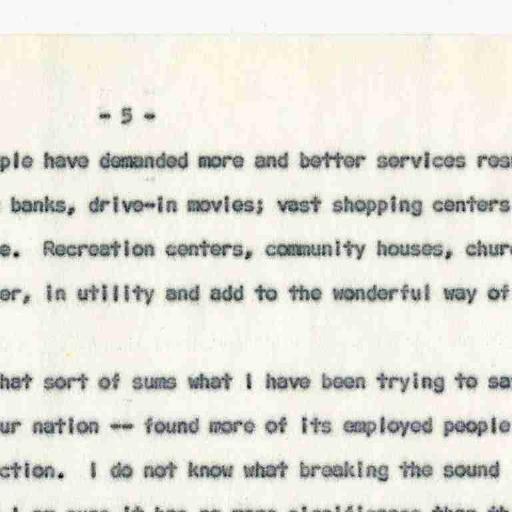 - 5 -
ple have demanded more and better services res
banks, drive-in movies; vast shopping centers
e. Recreation centers, community houses, chur
er, in utility and add to the wonderful way of
hat sort of sums what I have been trying to sa
ur nation -- found more of its employed people
ction. I do not know what breaking the sound